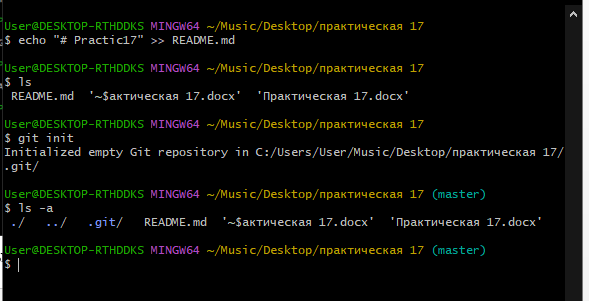 User@DESKTOP-RTHDDKS MINGW64 ~/Music/Desktop/практическая 17
$ echo "# Practic17" >> README.md
User@DESKTOP-RTHDDKS MINGW64 ~/Music/Desktop/практическая 17
$ ls
README.md  '~$актическая 17.docx'  'Практическая 17.docx'
User@DESKTOP-RTHDDKS MINGW64 ~/Music/Desktop/практическая 17
$ git init
Initialized empty Git repository in C:/Users/User/Music/Desktop/практическая 17/
.git/
User@DESKTOP-RTHDDKS MINGW64 ~/Music/Desktop/практическая 17 (master)
$ ls -a
./   ../   .git/   README.md  '~$актическая 17.docx'  'Практическая 17.docx'
User@DESKTOP-RTHDDKS MINGW64 ~/Music/Desktop/практическая 17 (master)
$